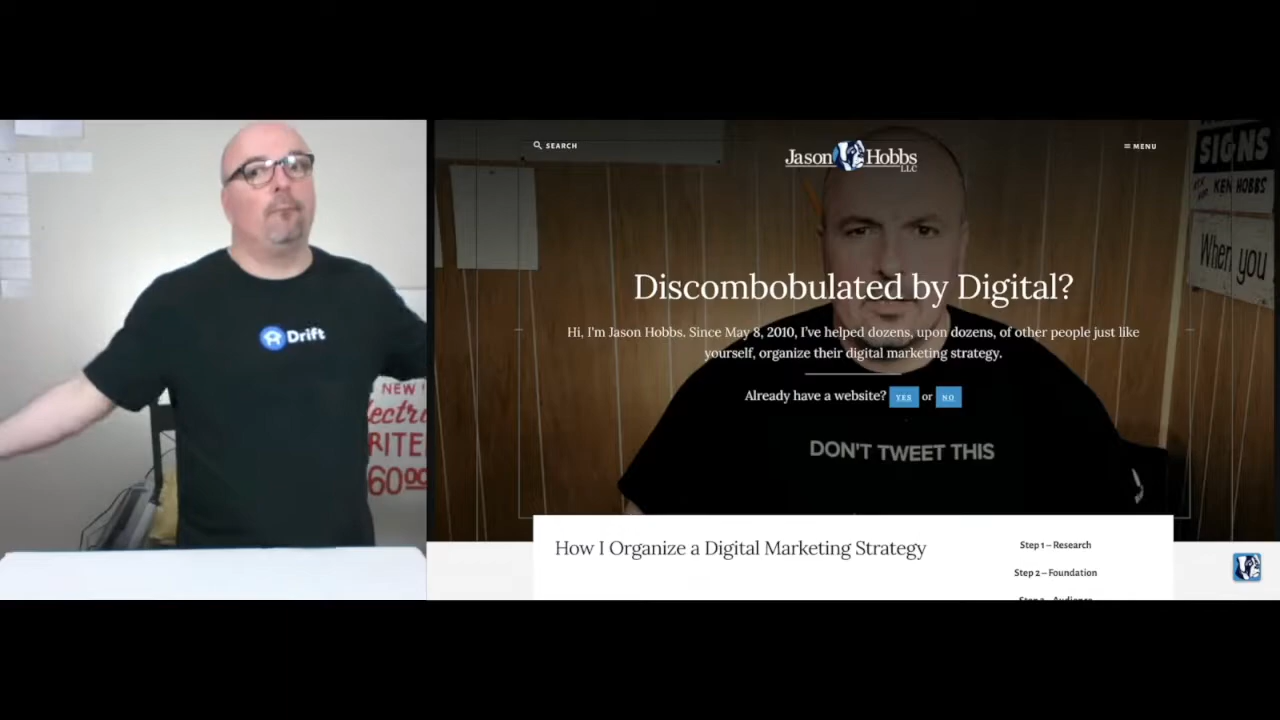 Drift
NEW!
60
SEARCH
Jason Hobbs
LLC
MENU
SIGNS
KEN HOBBS
When you
Discombobulated by Digital?
Hi, I'm Jason Hobbs. Since May 8, 2010, I've helped dozens, upon dozens, of other people just like
yourself, organize their digital marketing strategy.
Already have a website? YES or NO
DON'T TWEET THIS
How I Organize a Digital Marketing Strategy
Step 1 – Research
Step 2 – Foundation